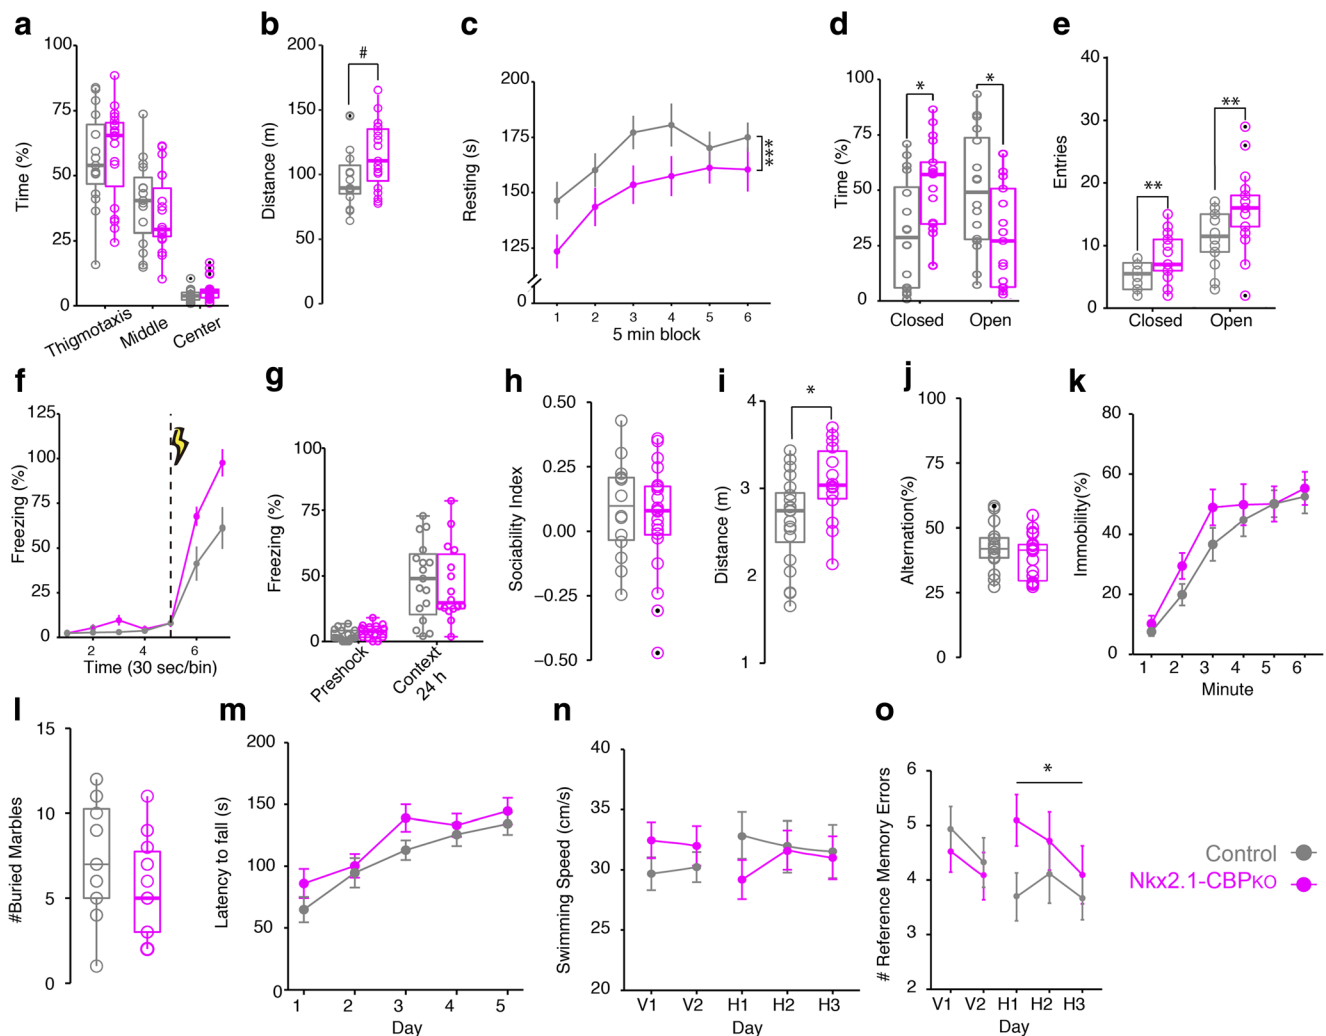 a
Time (%)
100
75
50
25
0
Thigmotaxis
Middle
Center
b
Distance (m)
200
150
100
50
0
#
c
Resting (s)
200
175
150
125
0
***
1 2 3 4 5 6
5 min block
d
Time (%)
100
75
50
25
0
* *
Closed Open
e
Entries
40
30
20
10
0
** **
Closed Open
f
Freezing (%)
125
100
75
50
25
0
2 4 6
Time (30 sec/bin)
g
Freezing (%)
100
75
50
0
Preshock
Context
24 h
h
Sociability Index
0.50
0.25
0.00
−0.25
−0.50
i
Distance (m)
4
3
2
1
*
j
Alternation(%)
100
75
50
25
0
k
Immobility(%)
80
60
40
20
0
1 2 3 4 5 6
Minute
l
#Buried Marbles
15
10
5
0
m
Latency to fall (s)
200
150
100
50
0
1 2 3 4 5
Day
n
Swimming Speed (cm/s)
40
35
30
25
20
V1 V2 H1 H2 H3
Day
o
# Reference Memory Errors
6
5
4
3
2
*
V1 V2 H1 H2 H3
Day
Control
Nkx2.1-CBPKO